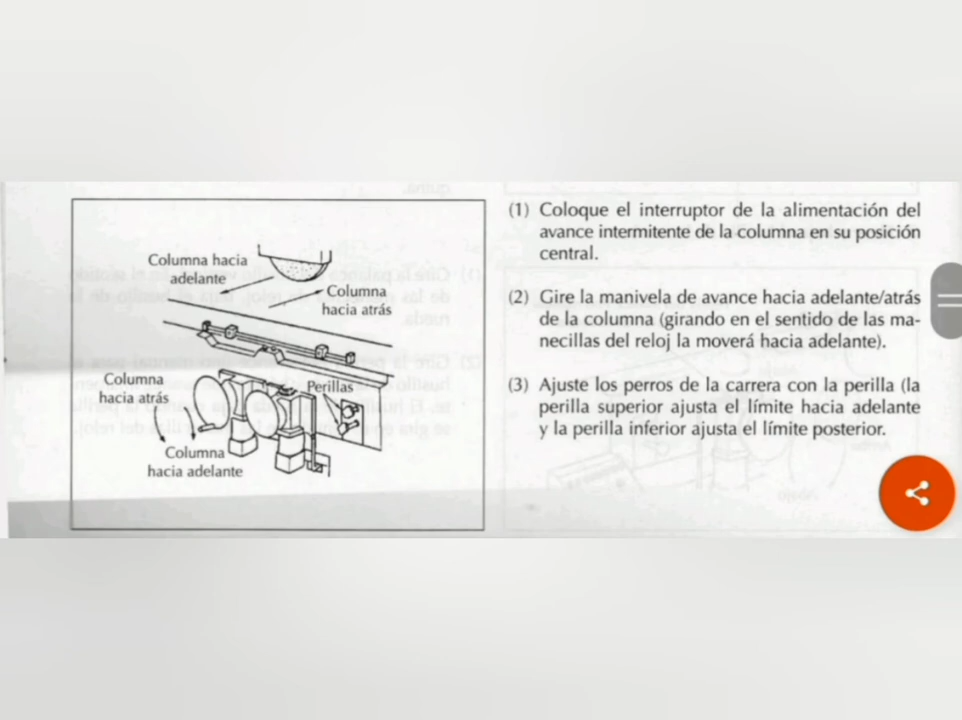 Columna hacia
adelante
Columna
hacia atrás
Columna
hacia atrás
Perillas
Columna
hacia adelante
(1) Coloque el interruptor de la alimentación del
avance intermitente de la columna en su posición
central.
(2) Gire la manivela de avance hacia adelante/atrás
de la columna (girando en el sentido de las ma-
necillas del reloj la moverá hacia adelante).
(3) Ajuste los perros de la carrera con la perilla (la
perilla superior ajusta el límite hacia adelante
y la perilla inferior ajusta el límite posterior.